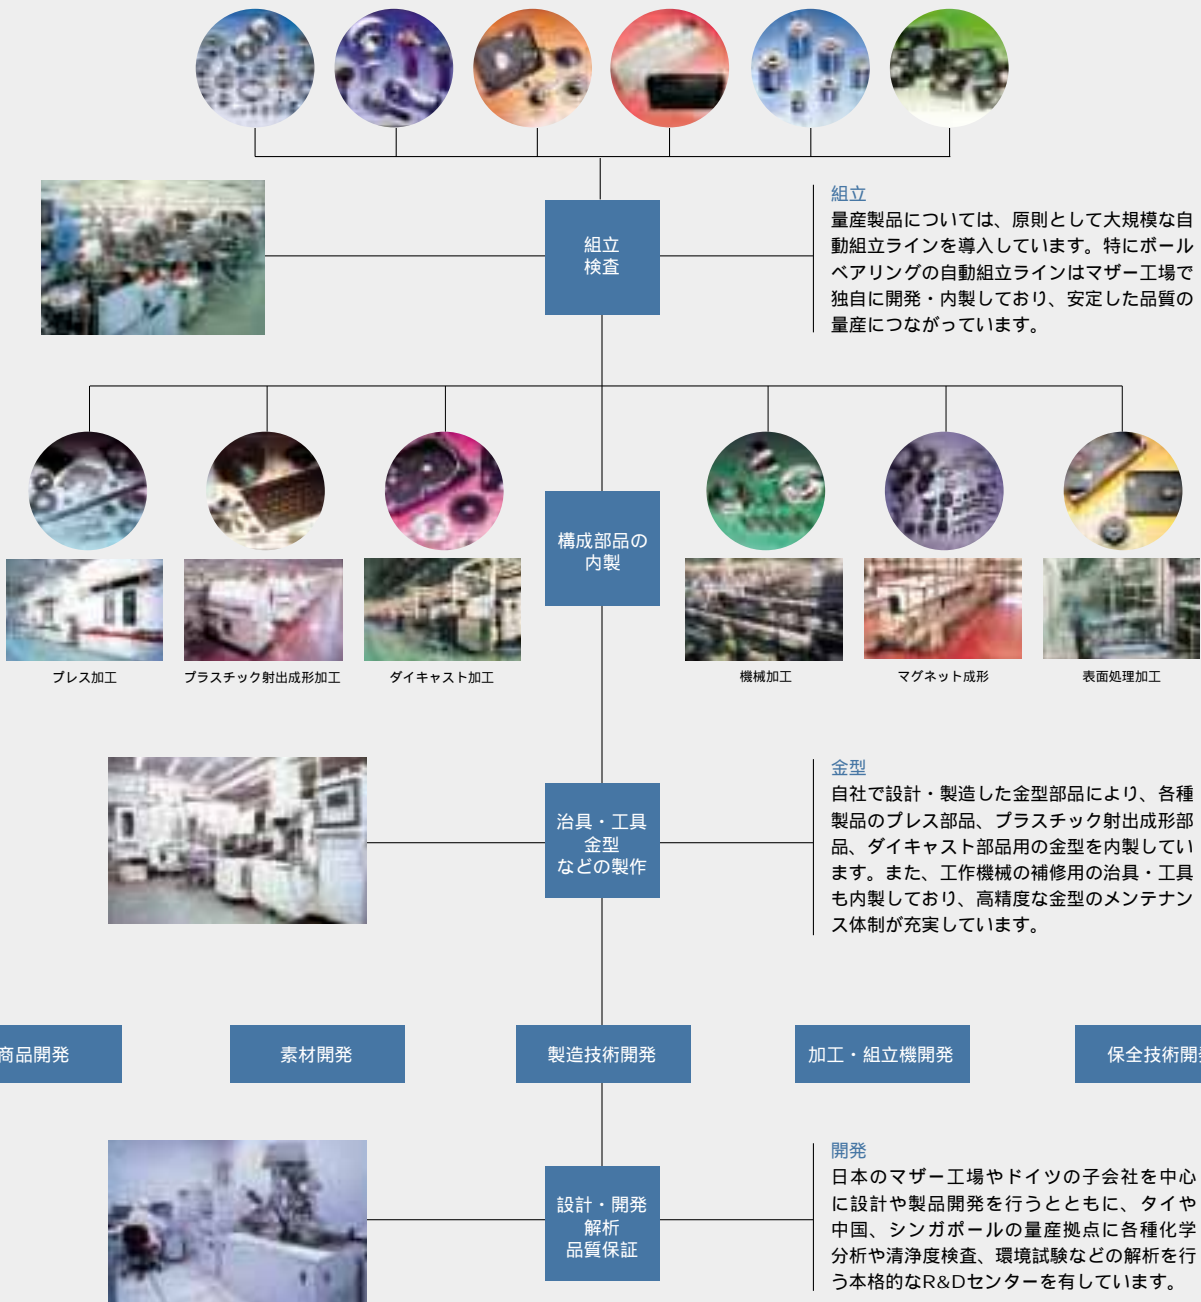 組立
検査
組立
量産製品については、原則として大規模な自
動組立ラインを導入しています。特にボール
ベアリングの自動組立ラインはマザー工場で
独自に開発・内製しており、安定した品質の
量産につながっています。
構成部品の
内製
プレス加工
プラスチック射出成形加工
ダイキャスト加工
機械加工
マグネット成形
表面処理加工
治具・工具
金型
などの製作
金型
自社で設計・製造した金型部品により、各種
製品のプレス部品、プラスチック射出成形部
品、ダイキャスト部品用の金型を内製してい
ます。また、工作機械の補修用の治具・工具
も内製しており、高精度な金型のメンテナン
ス体制が充実しています。
商品開発
素材開発
製造技術開発
加工・組立機開発
保全技術開発
設計・開発
解析
品質保証
開発
日本のマザー工場やドイツの子会社を中心
に設計や製品開発を行うとともに、タイや
中国、シンガポールの量産拠点に各種化学
分析や清浄度検査、環境試験などの解析を行
う本格的なR&Dセンターを有しています。